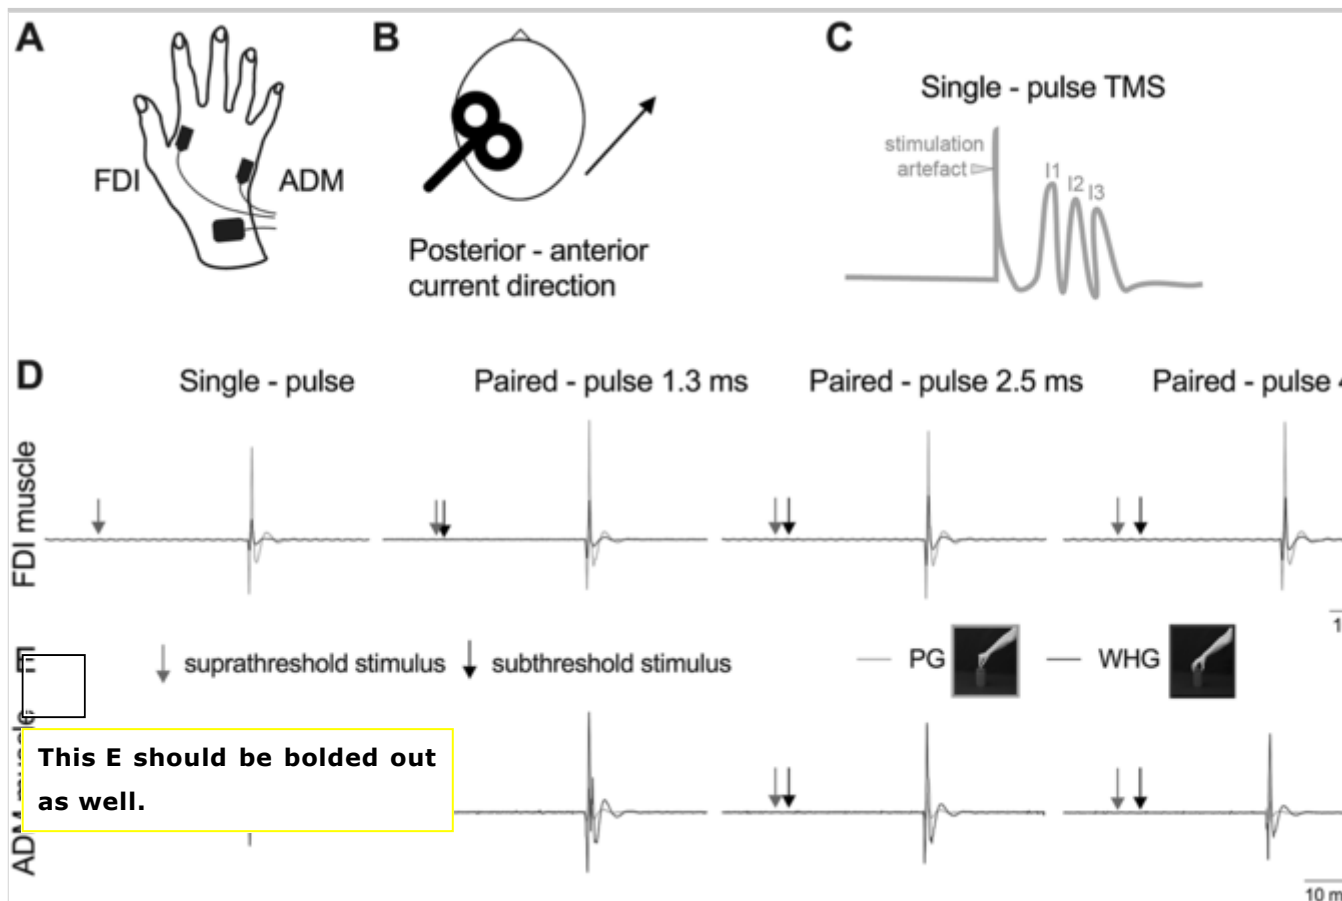 A
B
C
FDI
ADM
Posterior - anterior
current direction
Single - pulse TMS
stimulation
artefact
I1
I2
I3
D
Single - pulse
Paired - pulse 1.3 ms
Paired - pulse 2.5 ms
Paired - pulse
FDI muscle
E
suprathreshold stimulus
subthreshold stimulus
PG
WHG
This E should be bolded out
as well.
ADM muscle
10 m